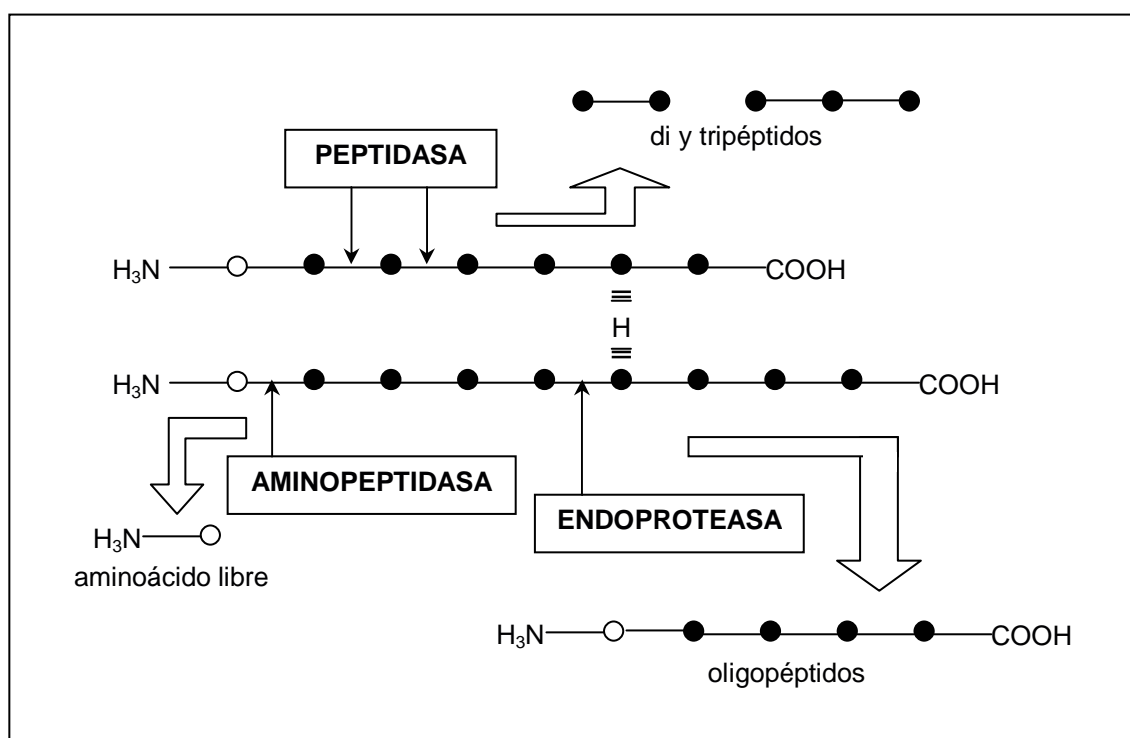 di y tripéptidos
PEPTIDASA
H₃N COOH
H
H₃N COOH
AMINOPEPTIDASA
ENDOPROTEASA
H₃N
aminoácido libre
H₃N COOH
oligopéptidos